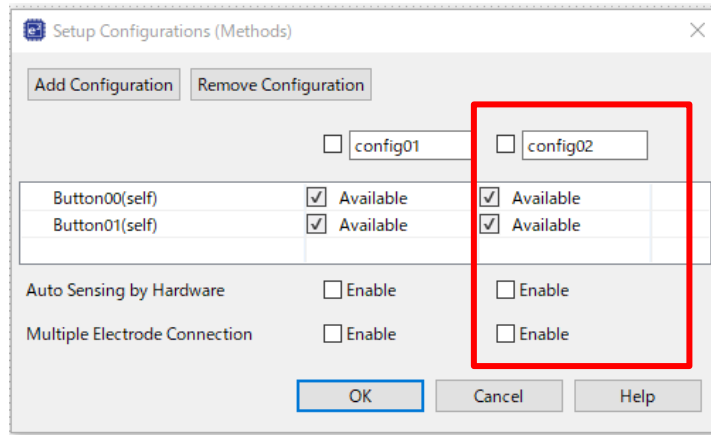 Setup Configurations (Methods)
Add Configuration Remove Configuration
config01 config02
Button00(self) Available Available
Button01(self) Available Available
Auto Sensing by Hardware Enable Enable
Multiple Electrode Connection Enable Enable
OK Cancel Help